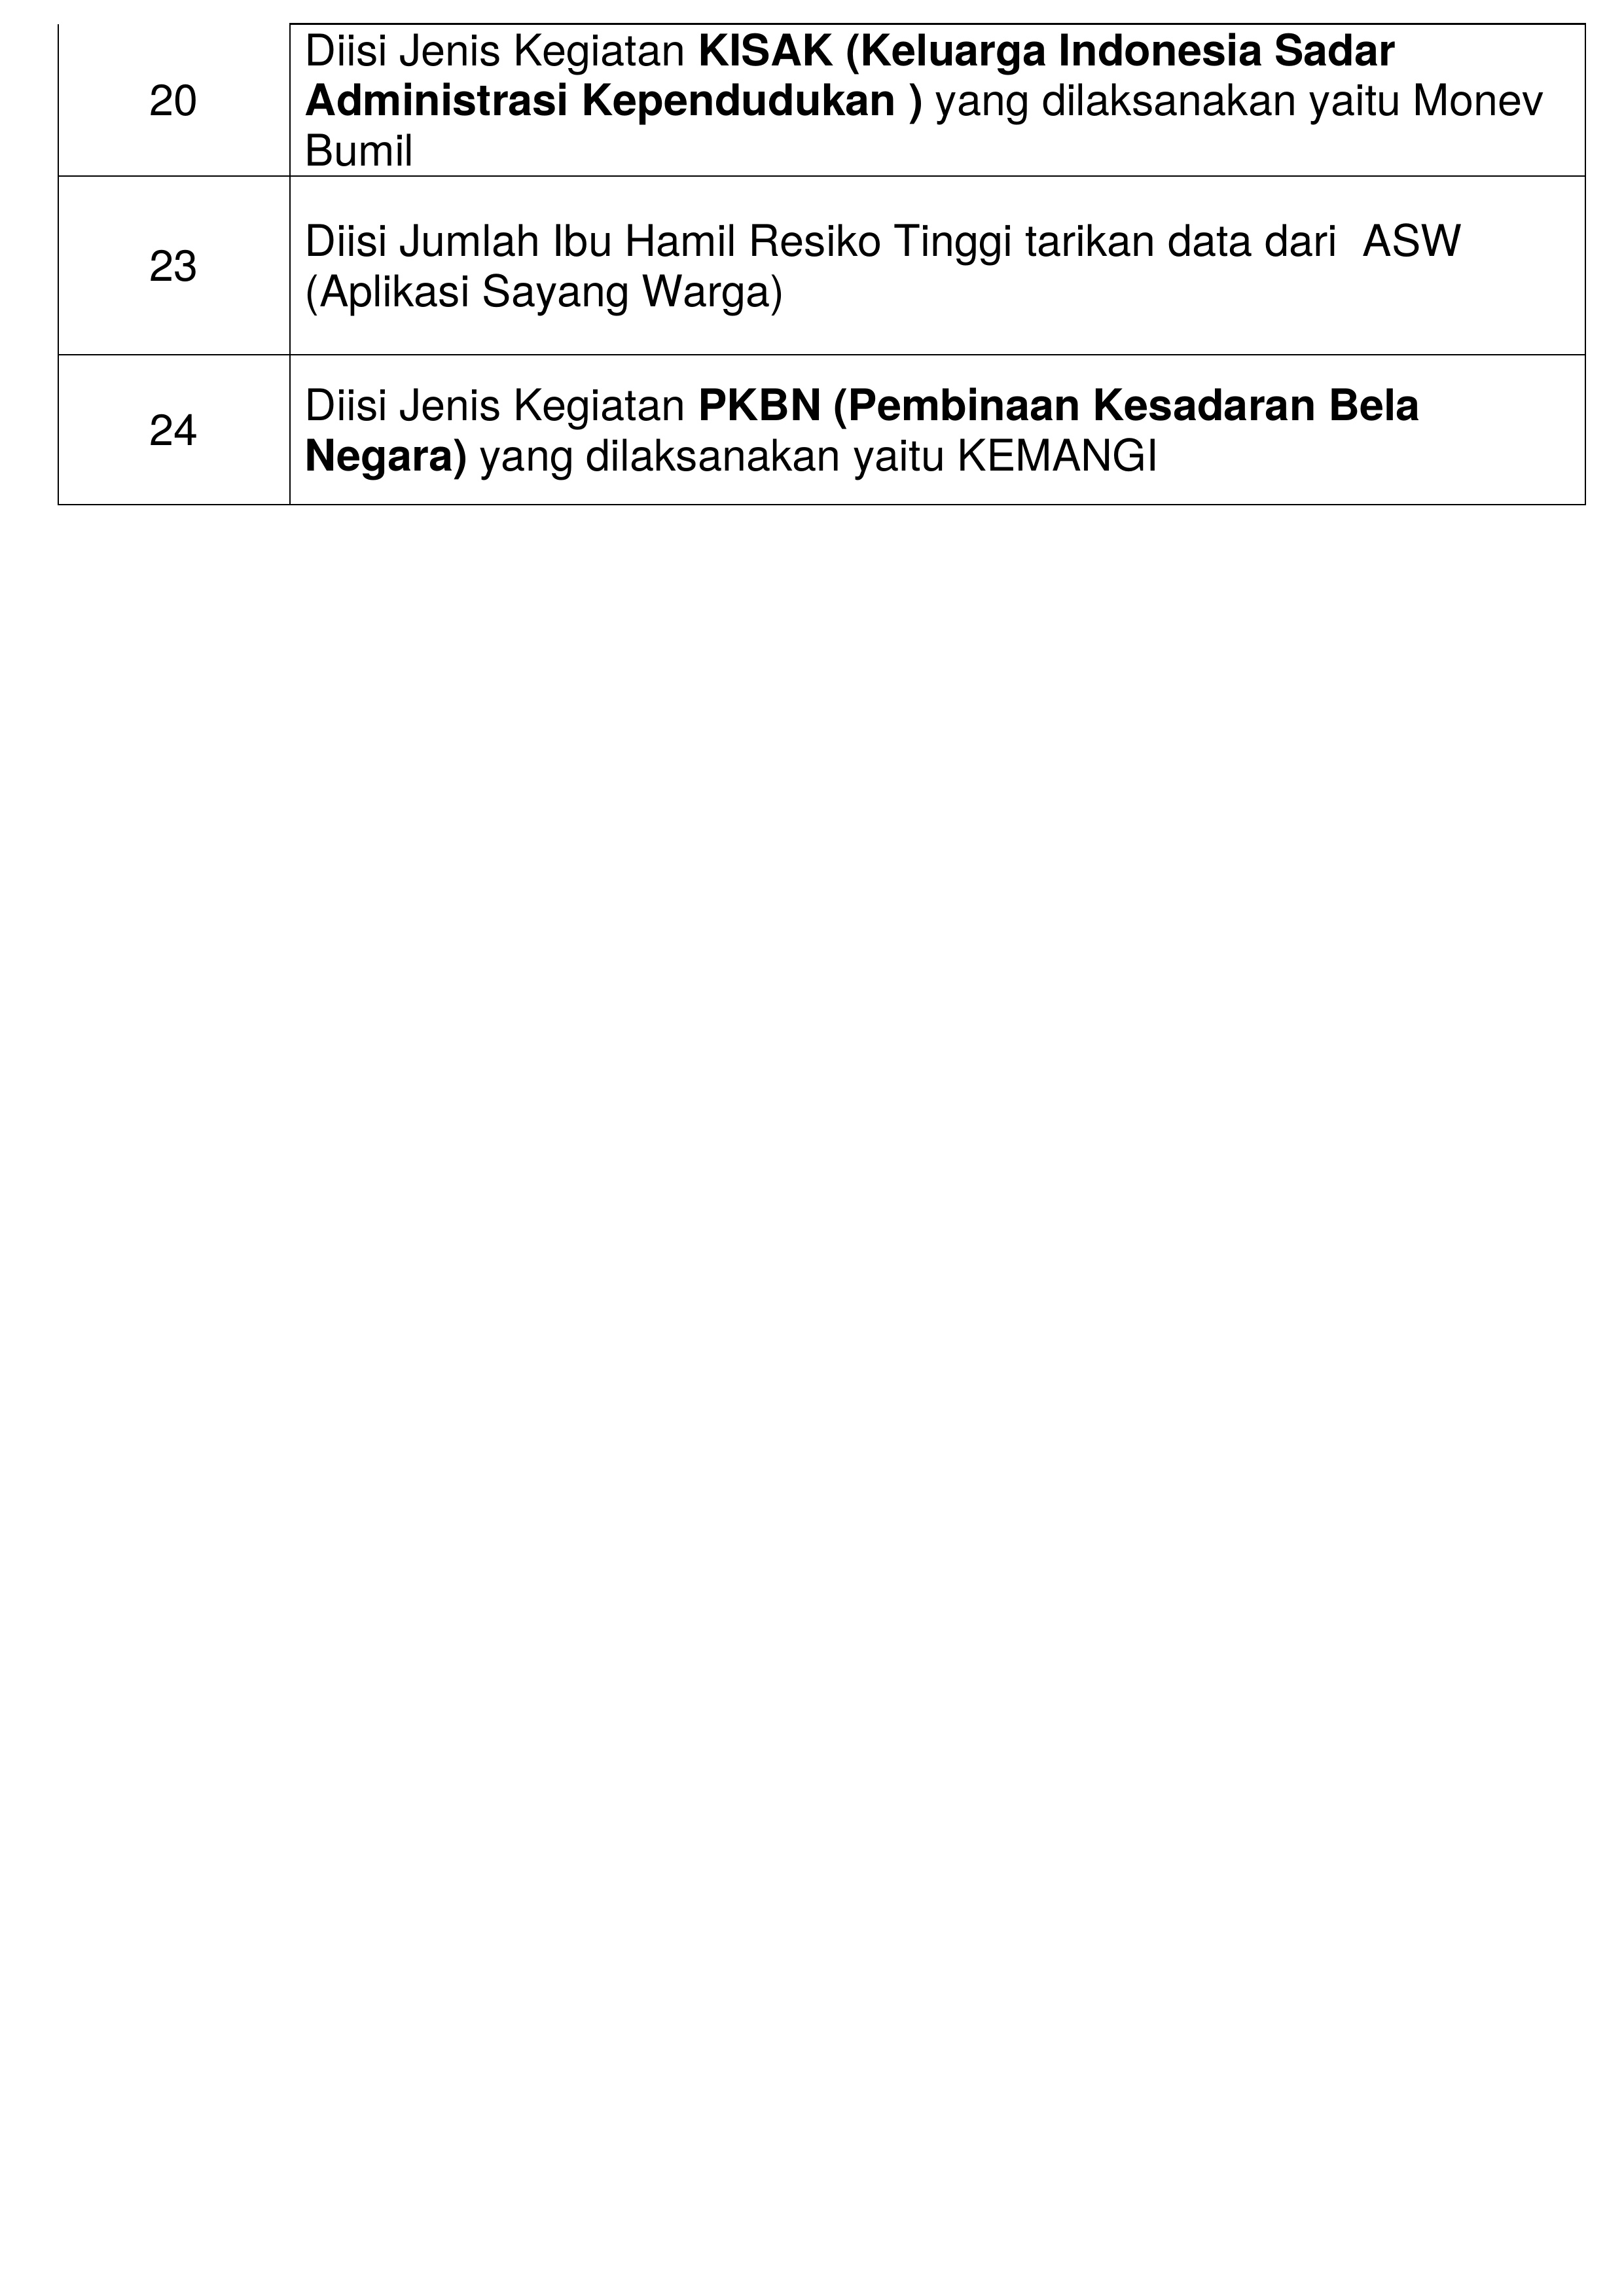 Diisi Jenis Kegiatan KISAK (Keluarga Indonesia Sadar
20
Administrasi Kependudukan ) yang dilaksanakan yaitu Monev
Bumil
23
Diisi Jumlah Ibu Hamil Resiko Tinggi tarikan data dari  ASW
(Aplikasi Sayang Warga)
24
Diisi Jenis Kegiatan PKBN (Pembinaan Kesadaran Bela
Negara) yang dilaksanakan yaitu KEMANGI